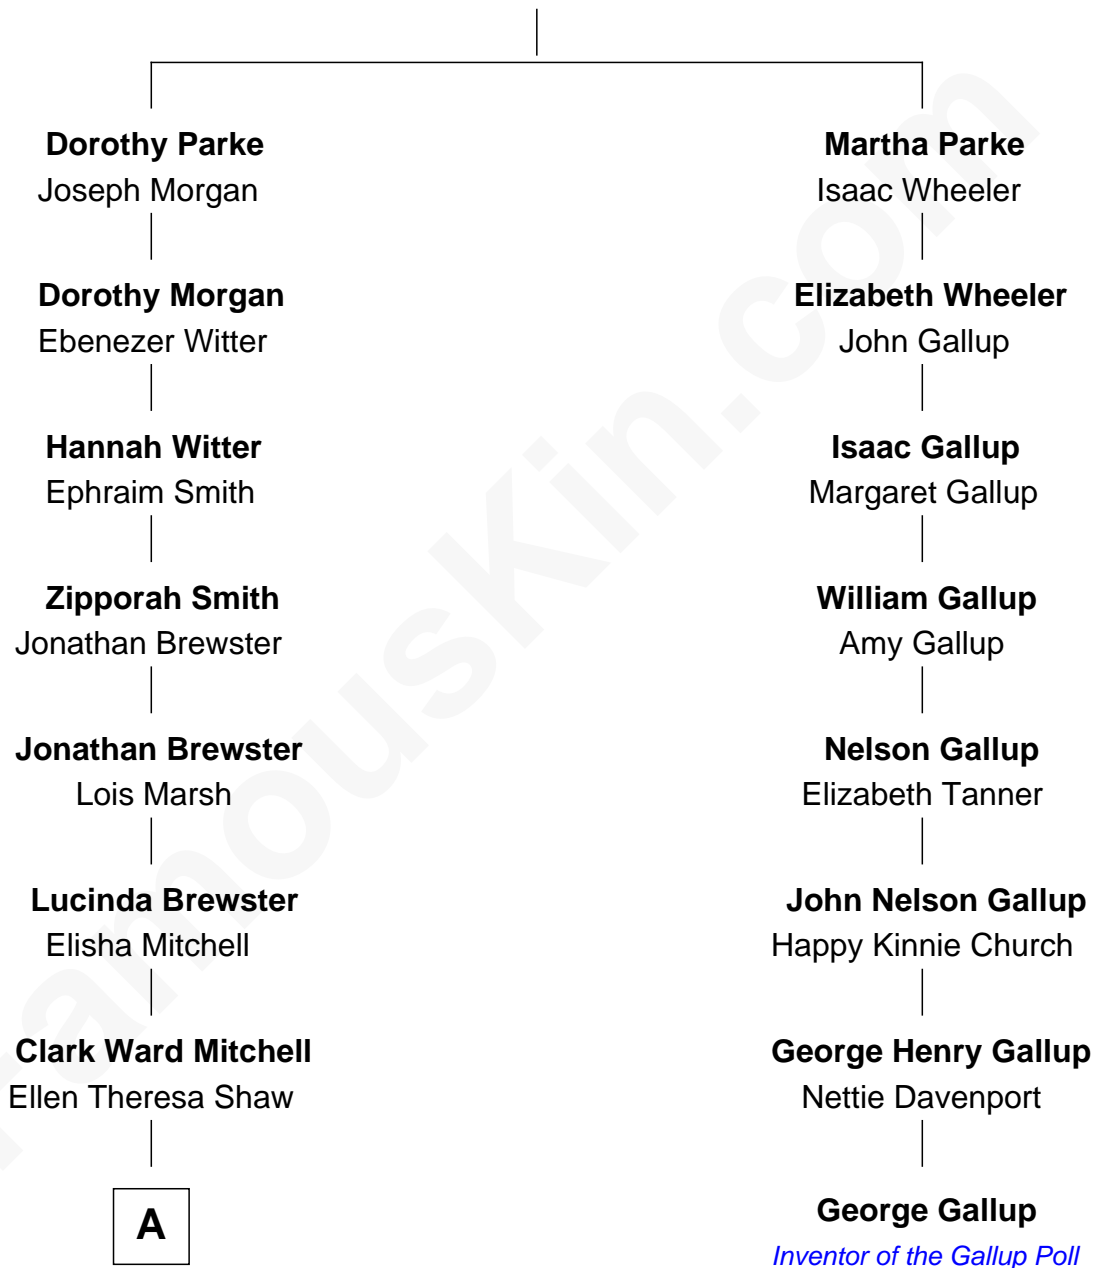 Dorothy Parke
Joseph Morgan
Dorothy Morgan
Ebenezer Witter
Hannah Witter
Ephraim Smith
Zipporah Smith
Jonathan Brewster
Jonathan Brewster
Lois Marsh
Lucinda Brewster
Elisha Mitchell
Clark Ward Mitchell
Ellen Theresa Shaw
A
Martha Parke
Isaac Wheeler
Elizabeth Wheeler
John Gallup
Isaac Gallup
Margaret Gallup
William Gallup
Amy Gallup
Nelson Gallup
Elizabeth Tanner
John Nelson Gallup
Happy Kinnie Church
George Henry Gallup
Nettie Davenport
George Gallup
Inventor of the Gallup Poll
FamousKin.com